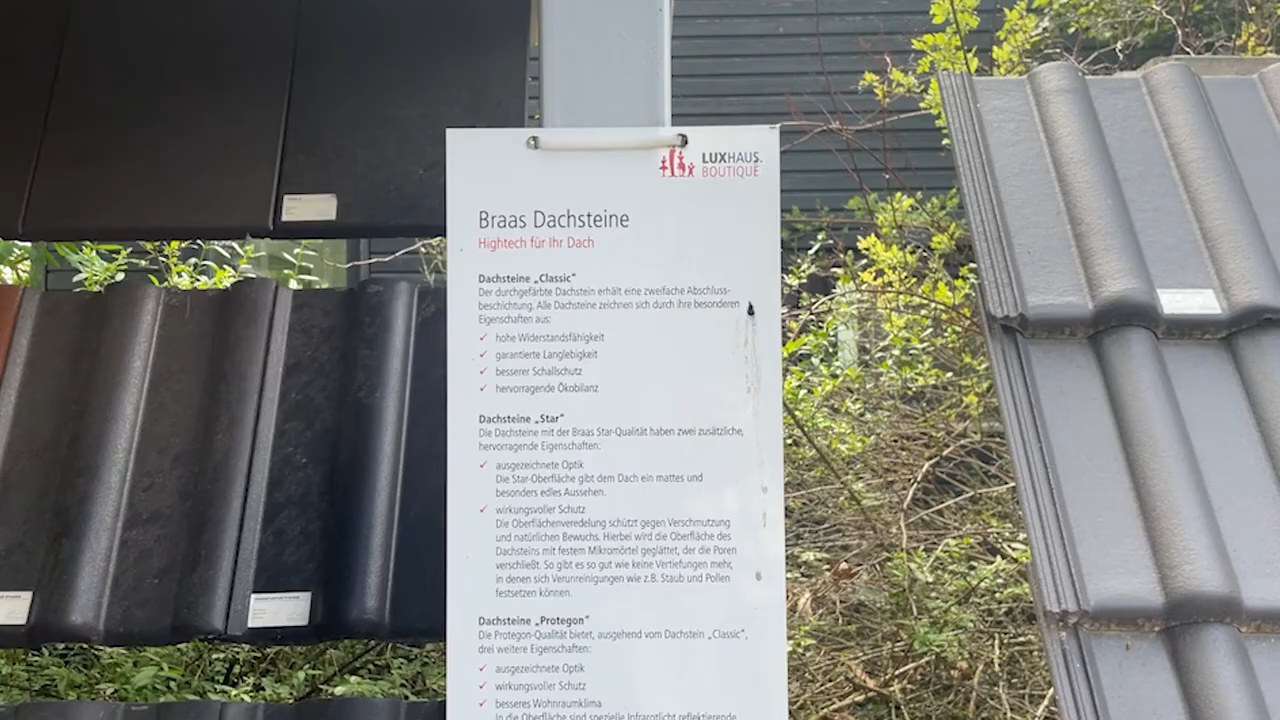 LUXHAUS.
BOUTIQUE
Braas Dachsteine
Hightech für Ihr Dach
Dachsteine „Classic“
Der durchgefärbte Dachstein erhält eine zweifache Abschluss-
beschichtung. Alle Dachsteine zeichnen sich durch ihre besonderen
Eigenschaften aus:
✓ hohe Widerstandsfähigkeit
✓ garantierte Langlebigkeit
✓ besserer Schallschutz
✓ hervorragende Ökobilanz
Dachsteine „Star“
Die Dachsteine mit der Braas Star-Qualität haben zwei zusätzliche,
hervorragende Eigenschaften:
✓ ausgezeichnete Optik
Die Star-Oberfläche gibt dem Dach ein mattes und
besonders edles Aussehen.
✓ wirkungsvoller Schutz
Die Oberflächenveredelung schützt gegen Verschmutzung
und natürlichen Bewuchs. Hierbei wird die Oberfläche des
Dachsteins mit festem Mikromörtel geglättet, der die Poren
verschließt. So gibt es so gut wie keine Vertiefungen mehr,
in denen sich Verunreinigungen wie z.B. Staub und Pollen
festsetzen können.
Dachsteine „Protegon“
Die Protegon-Qualität bietet, ausgehend vom Dachstein „Classic“,
drei weitere Eigenschaften:
✓ ausgezeichnete Optik
✓ wirkungsvoller Schutz
✓ besseres Wohnraumklima
In die Oberfläche sind spezielle Infrarotlicht reflektierende